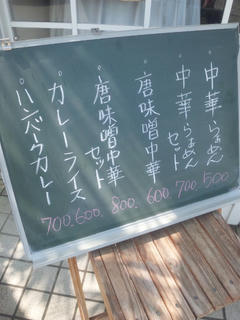 中華らぁめん
中華らぁめんセット
唐味噌中華
唐味噌中華セット
カレーライス
ハンバーグカレー
700. 600. 800. 600. 700. 500